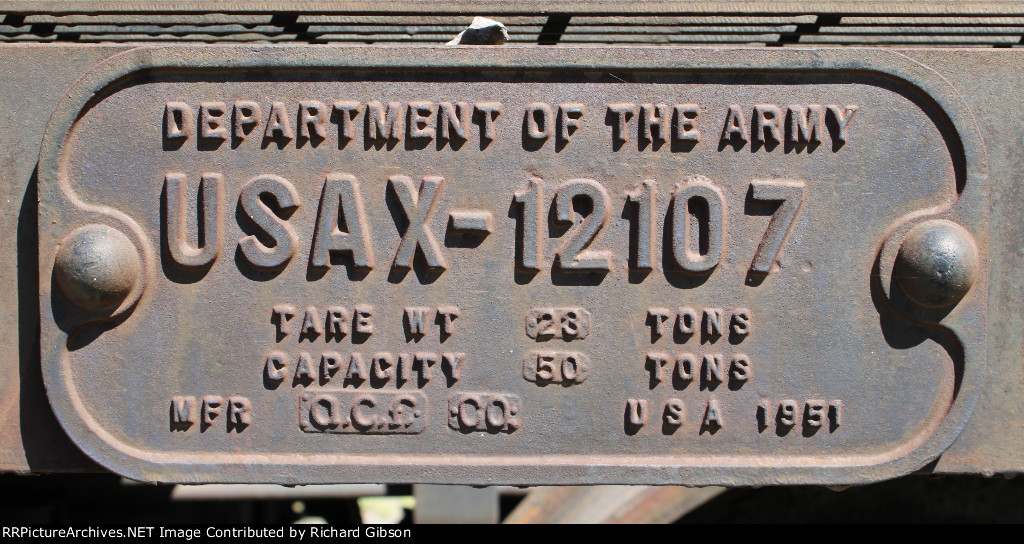 DEPARTMENT OF THE ARMY
USAX-12107
TARE WT 23 TONS
CAPACITY 50 TONS
MFR Q.C.F. CO. USA 1951
RRPictureArchives.NET Image Contributed by Richard Gibson